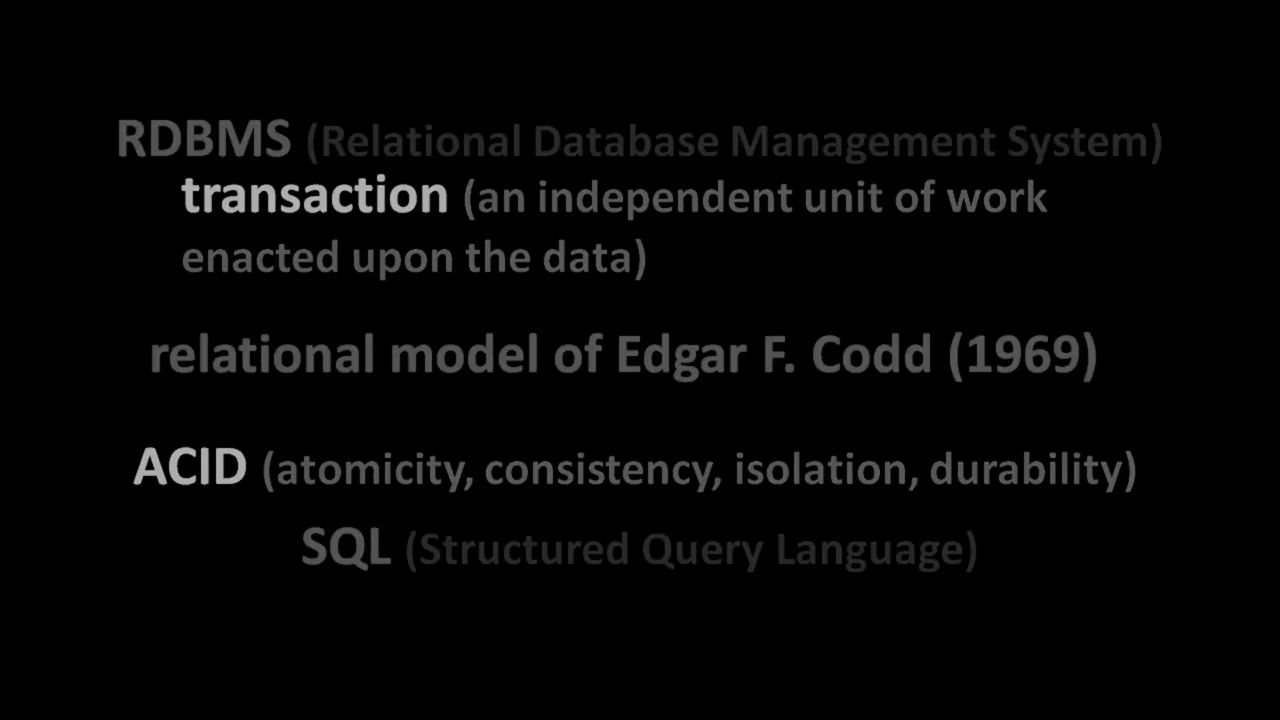 RDBMS (Relational Database Management System)
transaction (an independent unit of work
enacted upon the data)
relational model of Edgar F. Codd (1969)
ACID (atomicity, consistency, isolation, durability)
SQL (Structured Query Language)